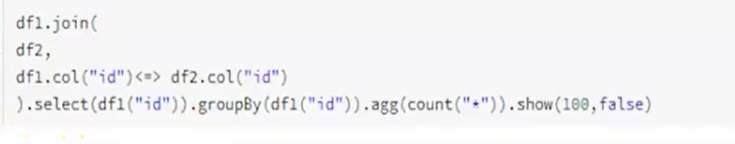 df1.join(
df2,
df1.col("id")<=> df2.col("id")
).select(df1("id")).groupBy(df1("id")).agg(count("*")).show(100,false)